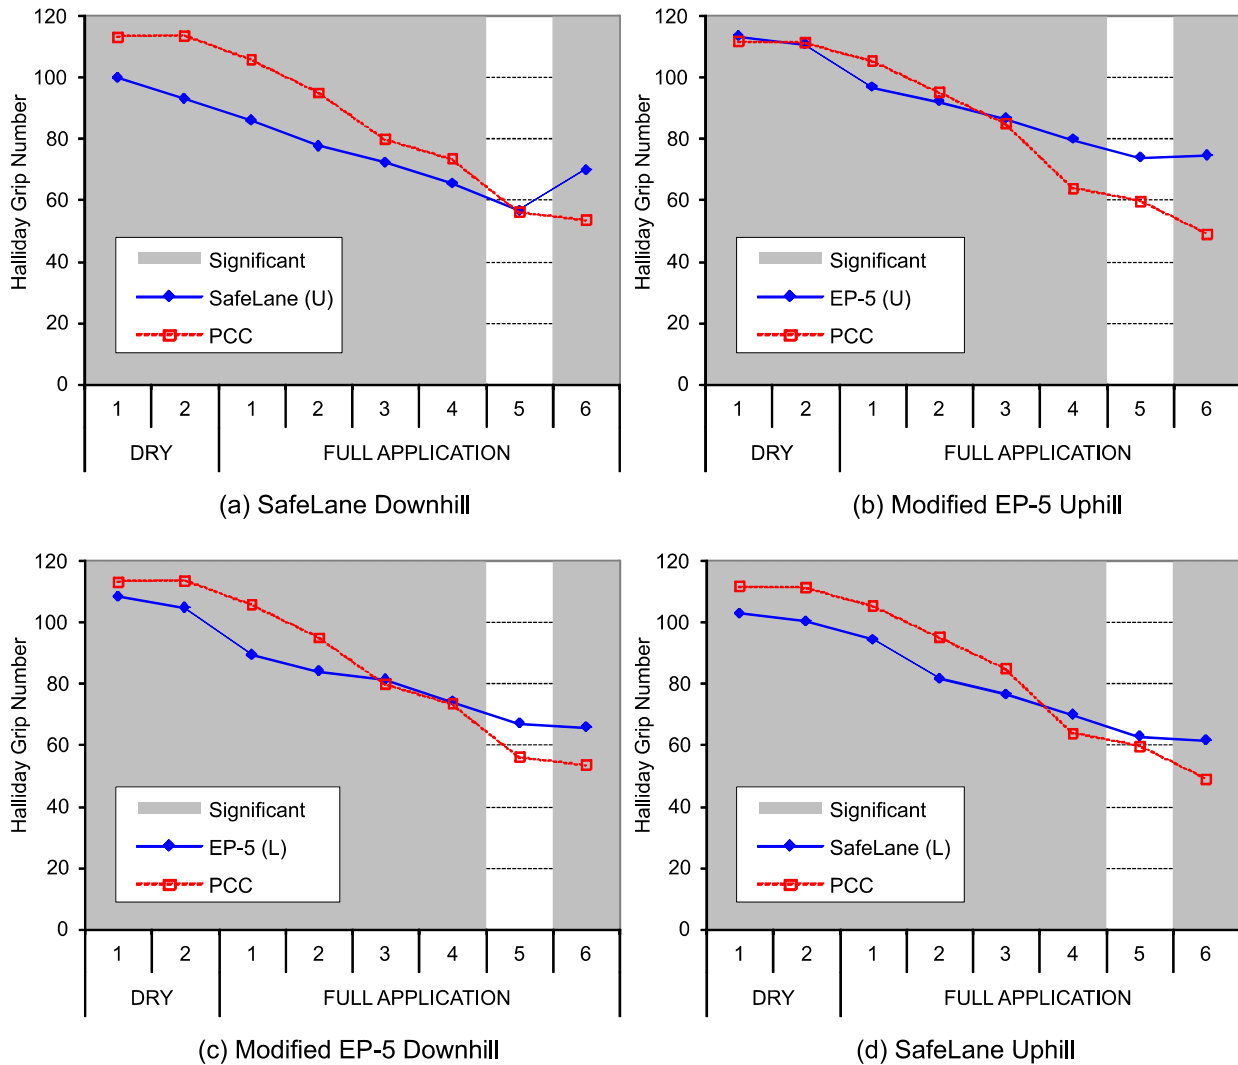 120
100
80
60
40
20
0
Halliday Grip Number
Significant
SafeLane (U)
PCC
1 2 1 2 3 4 5 6
DRY FULL APPLICATION
(a) SafeLane Downhill
120
100
80
60
40
20
0
Halliday Grip Number
Significant
EP-5 (U)
PCC
1 2 1 2 3 4 5 6
DRY FULL APPLICATION
(b) Modified EP-5 Uphill
120
100
80
60
40
20
0
Halliday Grip Number
Significant
EP-5 (L)
PCC
1 2 1 2 3 4 5 6
DRY FULL APPLICATION
(c) Modified EP-5 Downhill
120
100
80
60
40
20
0
Halliday Grip Number
Significant
SafeLane (L)
PCC
1 2 1 2 3 4 5 6
DRY FULL APPLICATION
(d) SafeLane Uphill